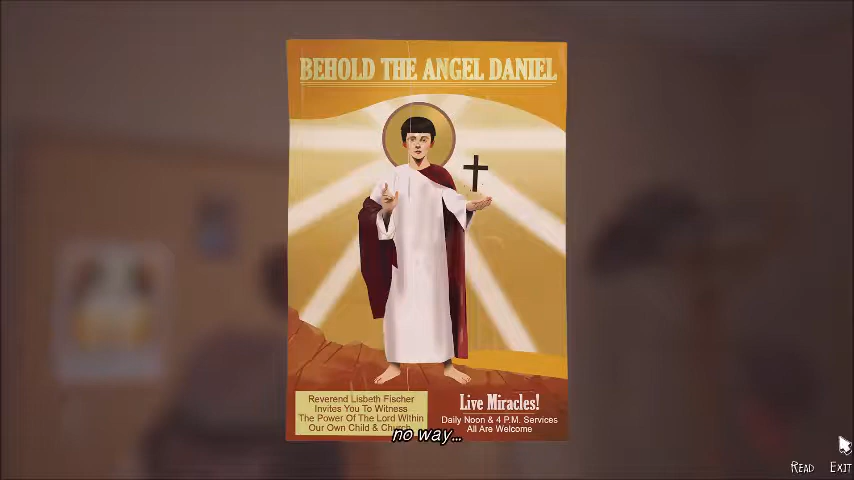 BEHOLD THE ANGEL DANIEL
Reverend Lisbeth Fischer
Invites You To Witness
The Power Of The Lord Within
Our Own Child & Church
Live Miracles!
Daily Noon & 4 P.M. Services
All Are Welcome
no way...
READ EXIT